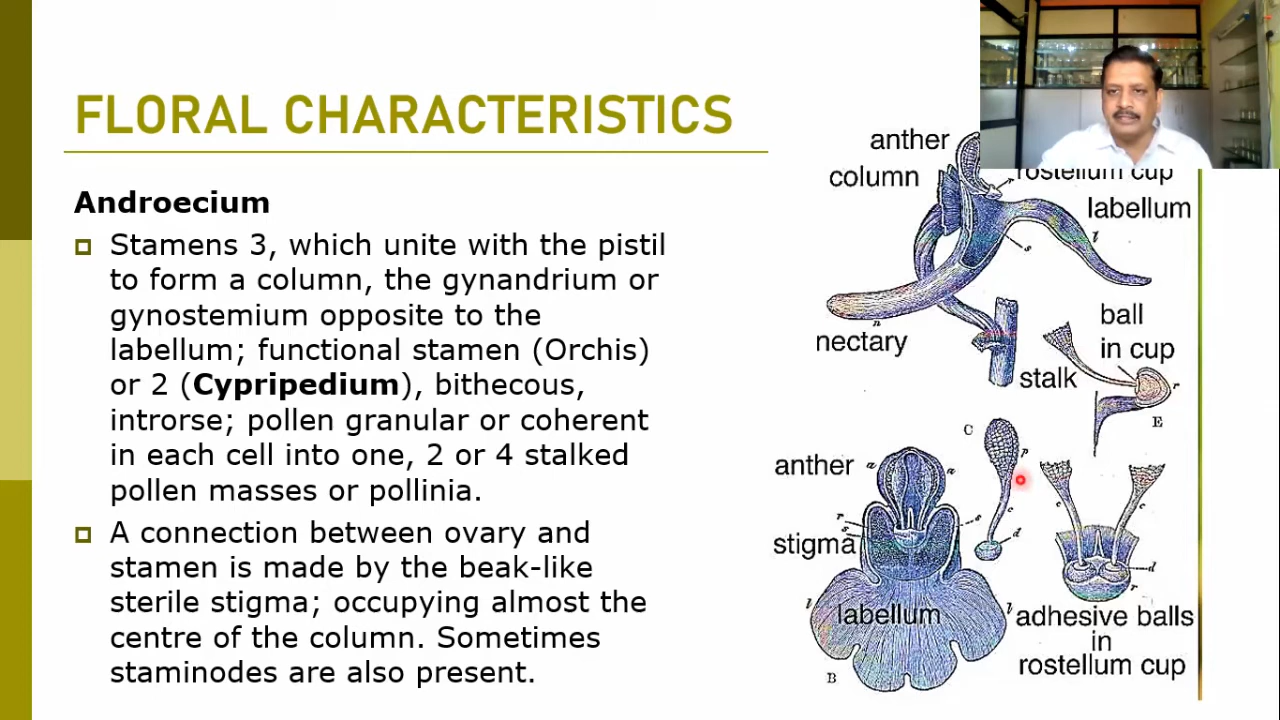 FLORAL CHARACTERISTICS
Androecium
Stamens 3, which unite with the pistil
to form a column, the gynandrium or
gynostemium opposite to the
labellum; functional stamen (Orchis)
or 2 (Cypripedium), bithecous,
introrse; pollen granular or coherent
in each cell into one, 2 or 4 stalked
pollen masses or pollinia.
A connection between ovary and
stamen is made by the beak-like
sterile stigma; occupying almost the
centre of the column. Sometimes
staminodes are also present.
anther
column
rostellum cup
labellum
l
s
n
nectary
stalk
ball
in cup
r
E
C
p
c
d
anther
a
a
r
s
s
stigma
l
labellum
l
B
c
c
d
r
adhesive balls
in
rostellum cup